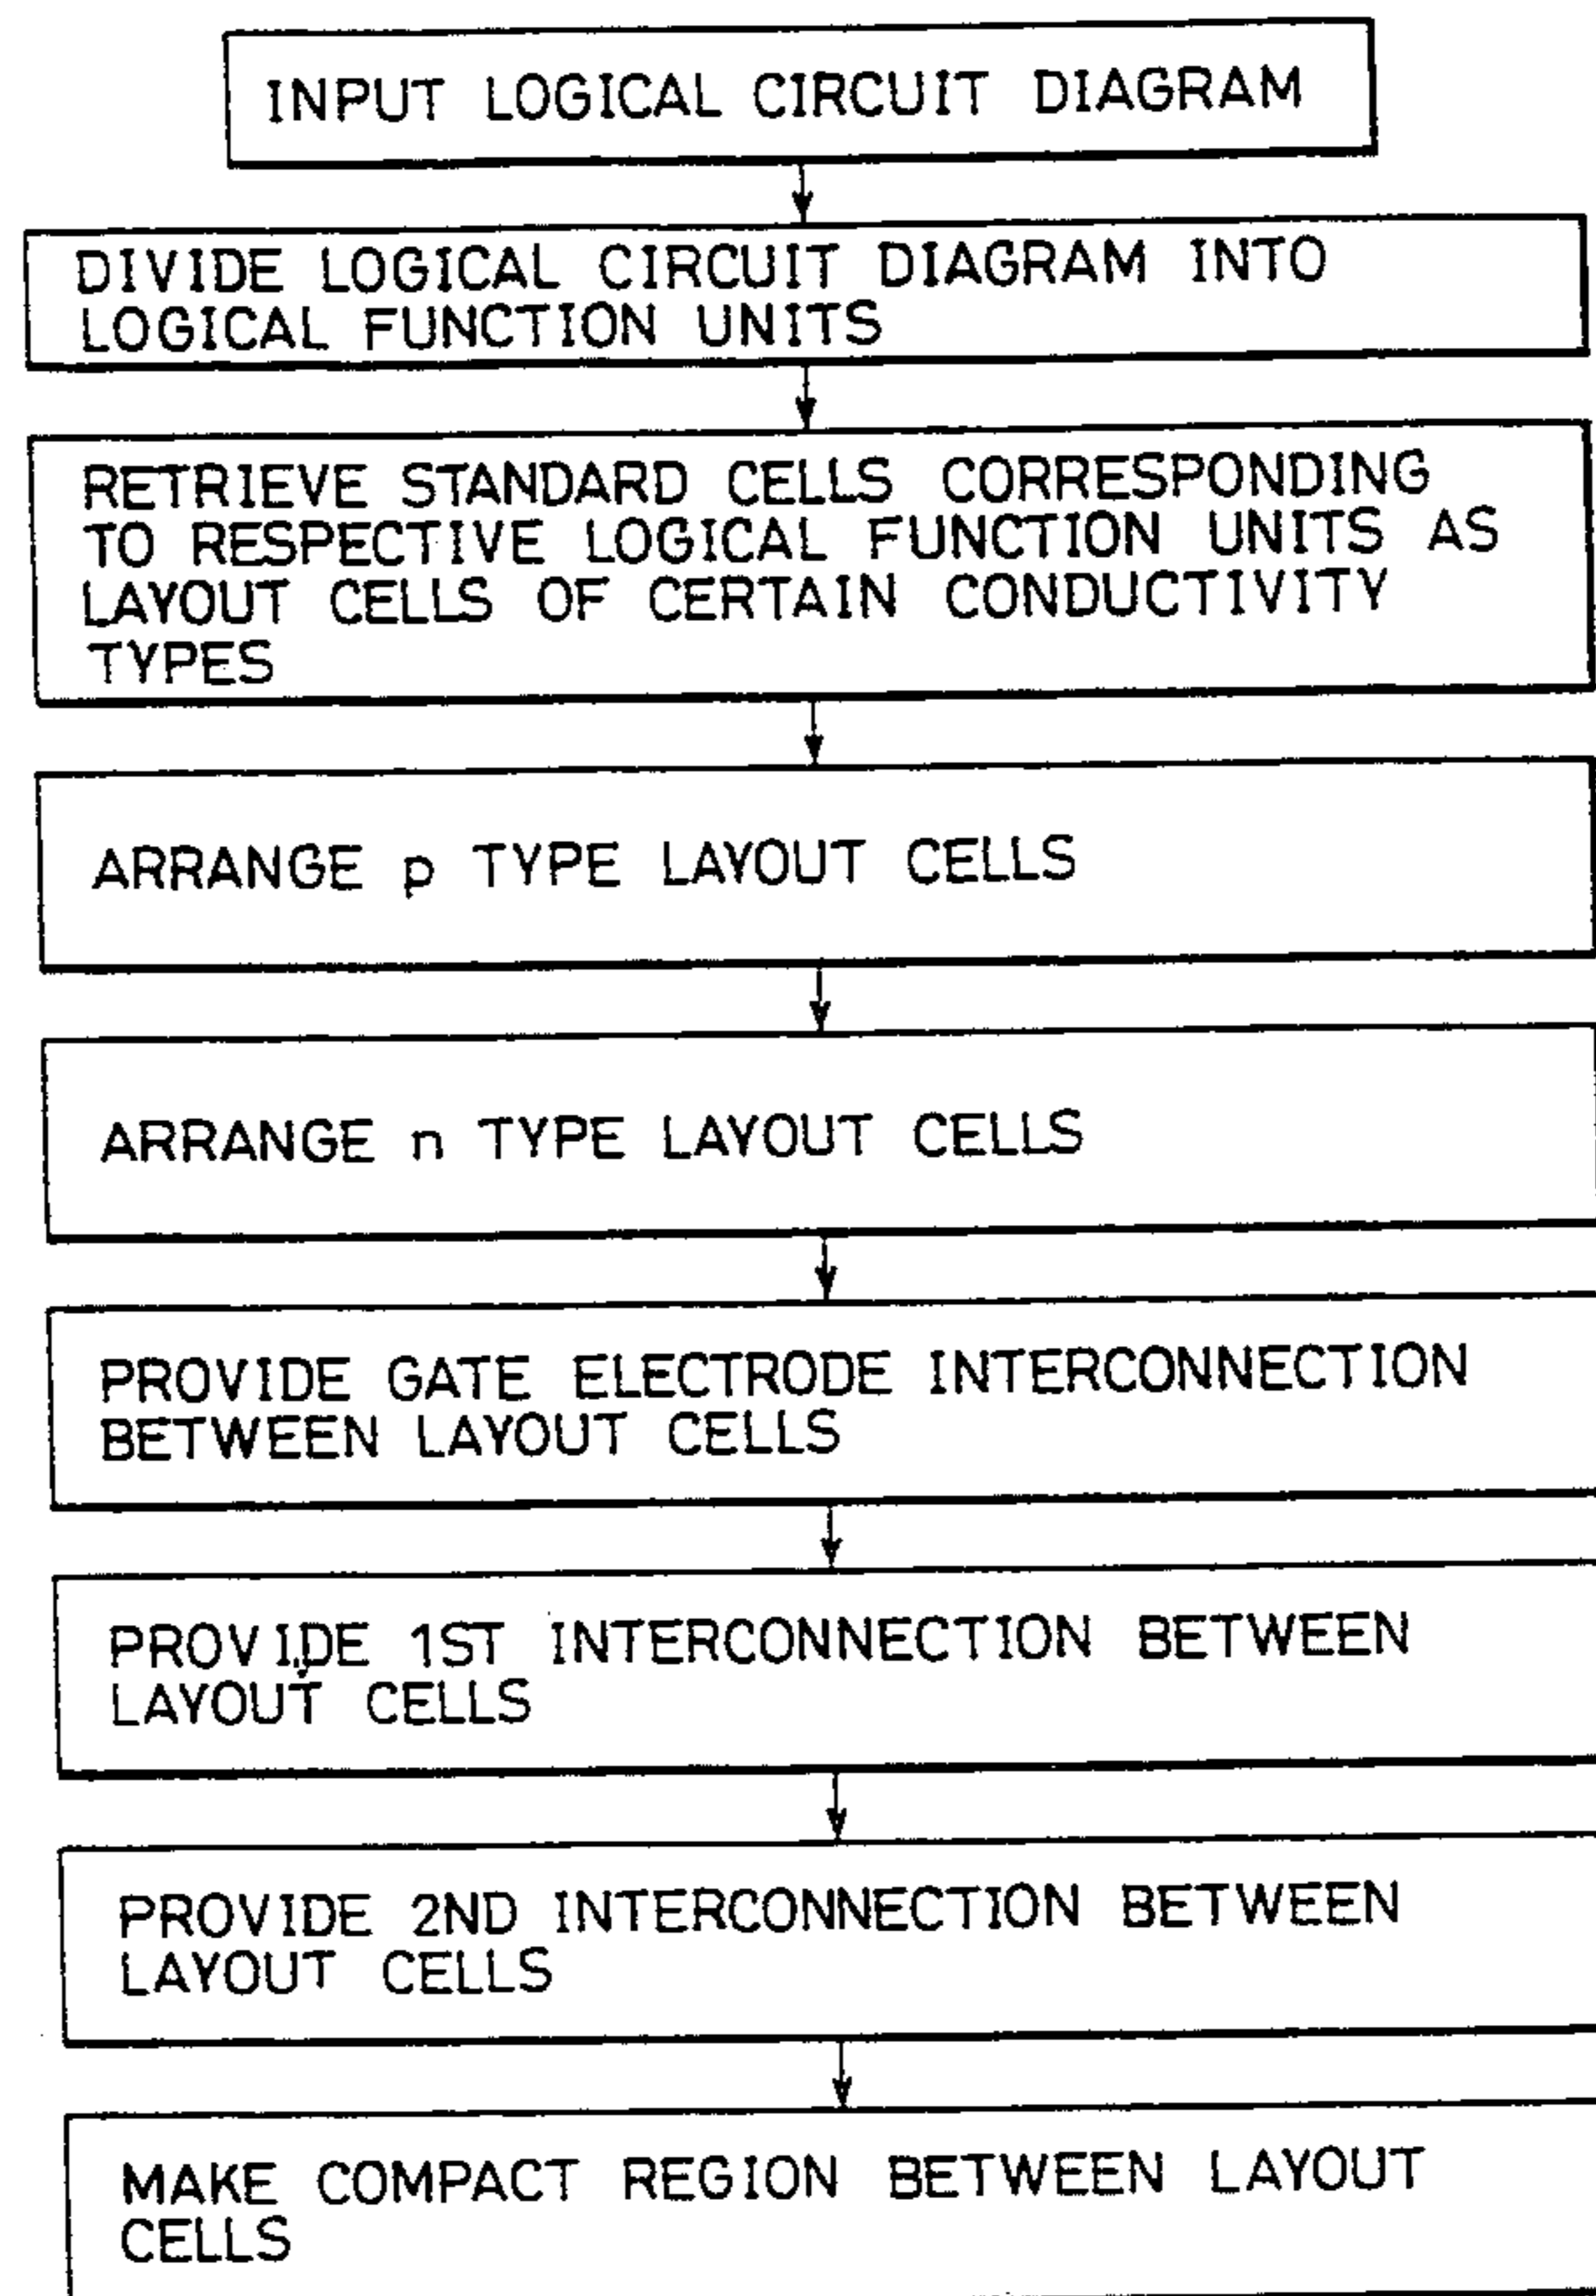 INPUT LOGICAL CIRCUIT DIAGRAM
DIVIDE LOGICAL CIRCUIT DIAGRAM INTO
LOGICAL FUNCTION UNITS
RETRIEVE STANDARD CELLS CORRESPONDING
TO RESPECTIVE LOGICAL FUNCTION UNITS AS
LAYOUT CELLS OF CERTAIN CONDUCTIVITY
TYPES
ARRANGE p TYPE LAYOUT CELLS
ARRANGE n TYPE LAYOUT CELLS
PROVIDE GATE ELECTRODE INTERCONNECTION
BETWEEN LAYOUT CELLS
PROVIDE 1ST INTERCONNECTION BETWEEN
LAYOUT CELLS
PROVIDE 2ND INTERCONNECTION BETWEEN
LAYOUT CELLS
MAKE COMPACT REGION BETWEEN LAYOUT
CELLS